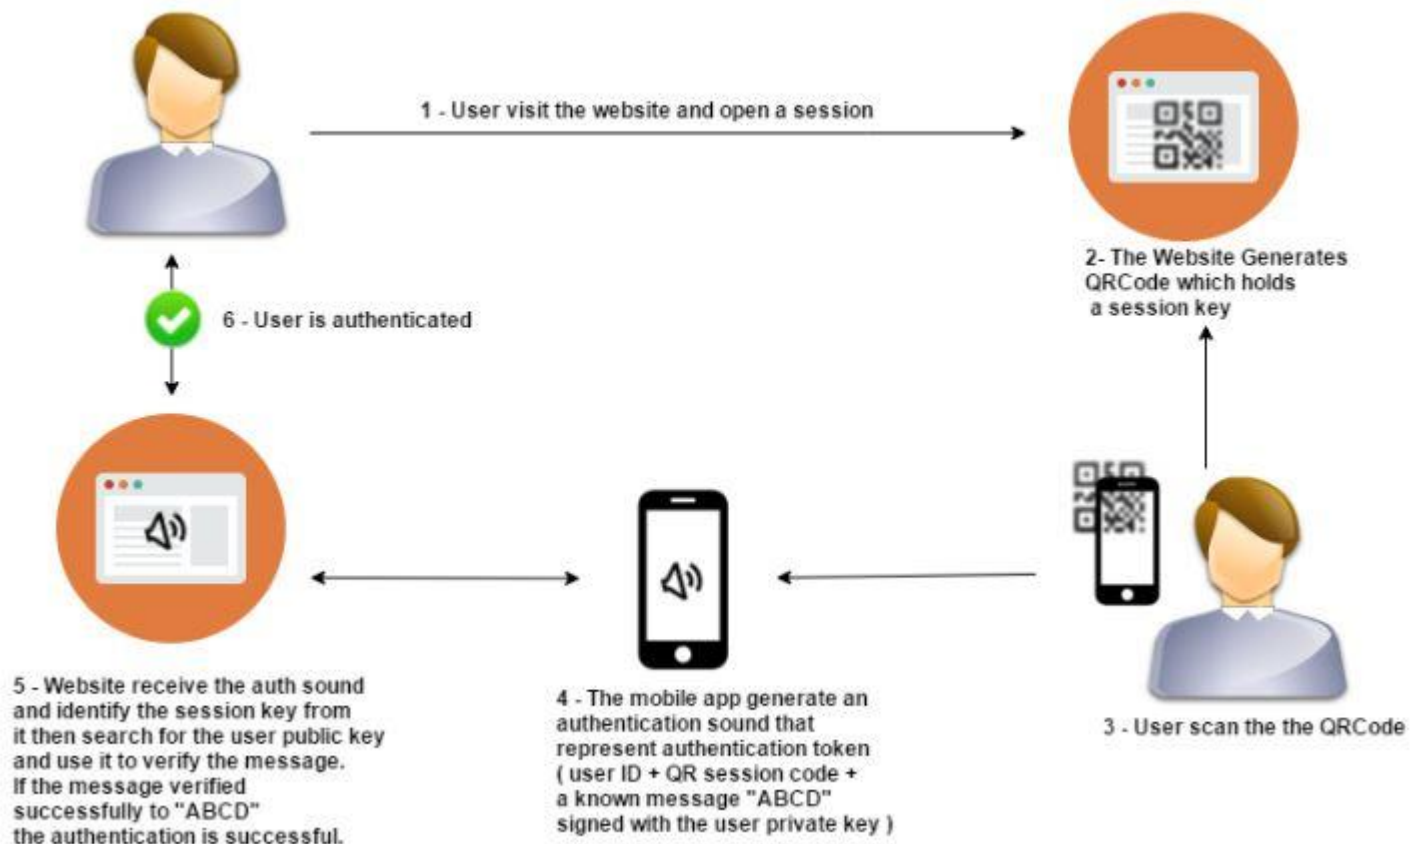 1 - User visit the website and open a session
2- The Website Generates
QRCode which holds
a session key
3 - User scan the the QRCode
4 - The mobile app generate an
authentication sound that
represent authentication token
( user ID + QR session code +
a known message "ABCD"
signed with the user private key )
5 - Website receive the auth sound
and identify the session key from
it then search for the user public key
and use it to verify the message.
If the message verified
successfully to "ABCD"
the authentication is successful.
6 - User is authenticated